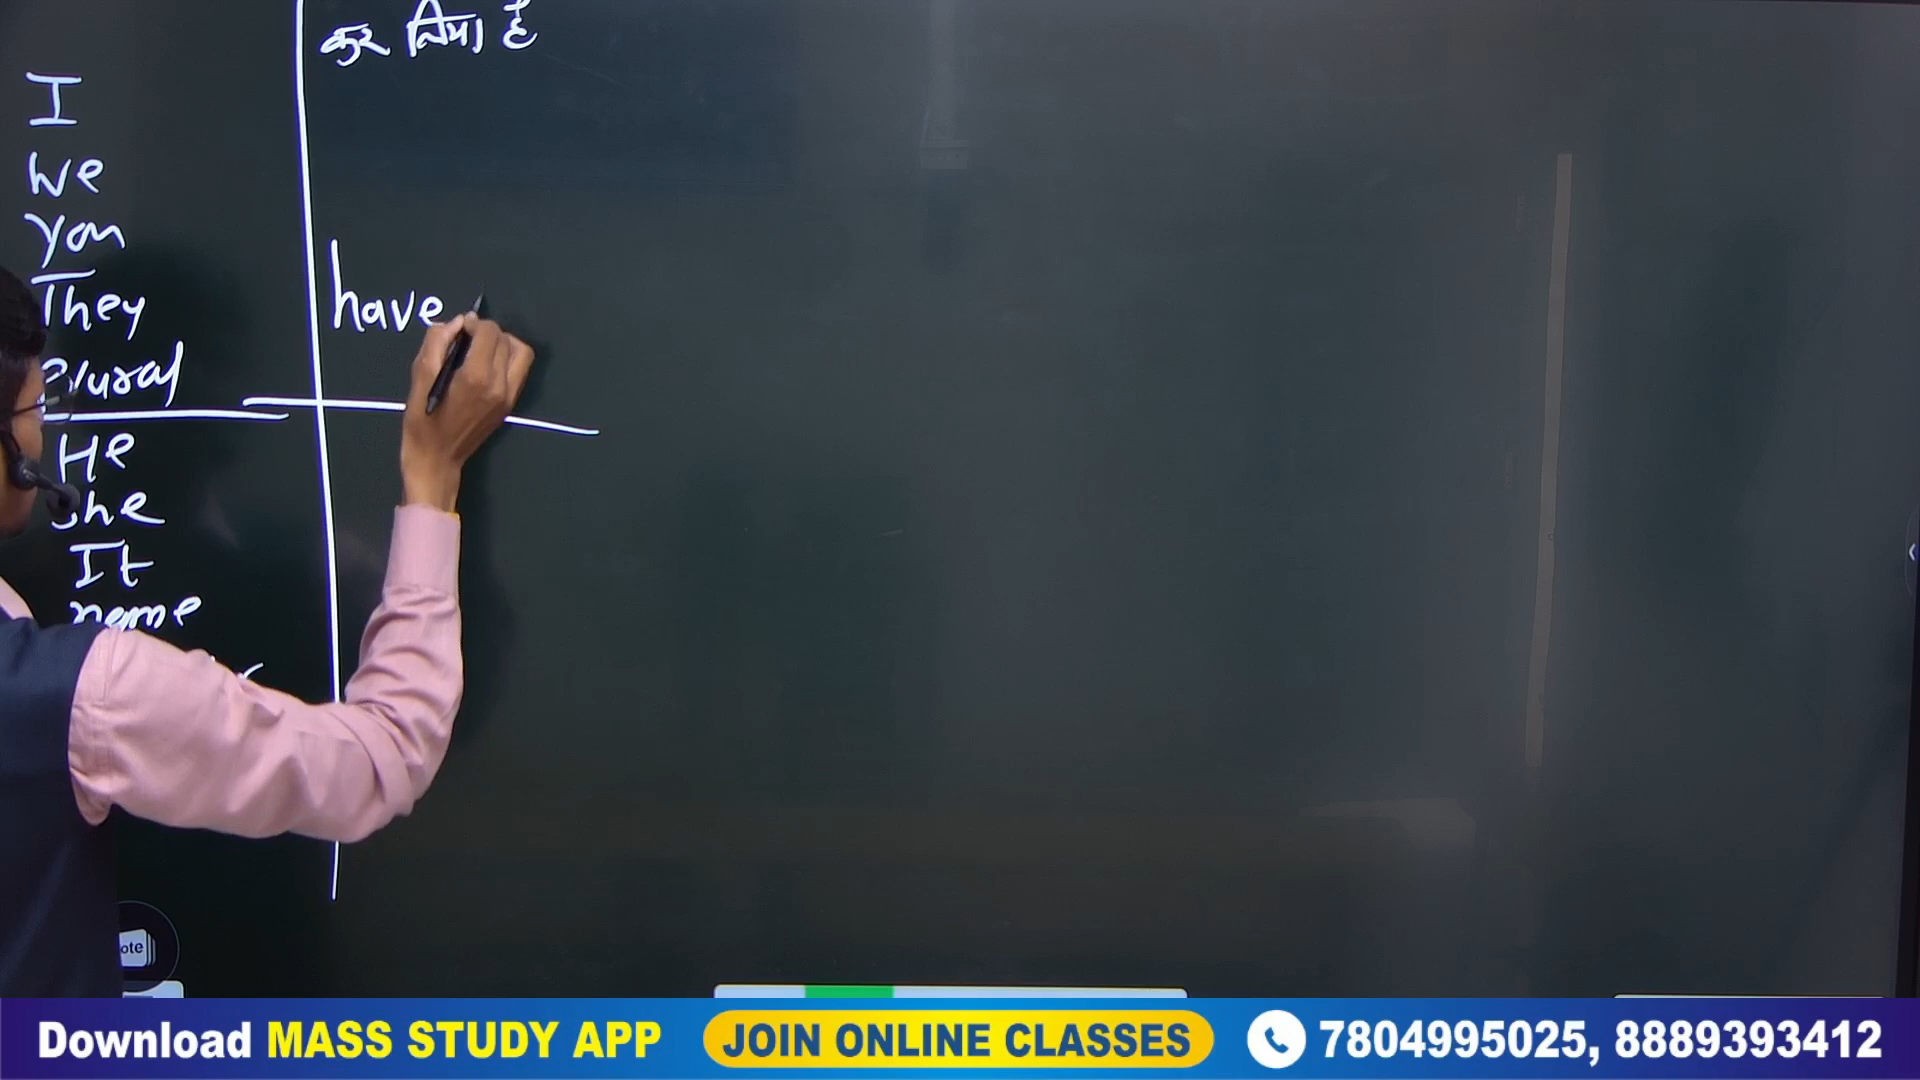 कर लिया है
I
We
You
They
have
Plural
He
She
It
name
ote
Download MASS STUDY APP JOIN ONLINE CLASSES 7804995025, 8889393412